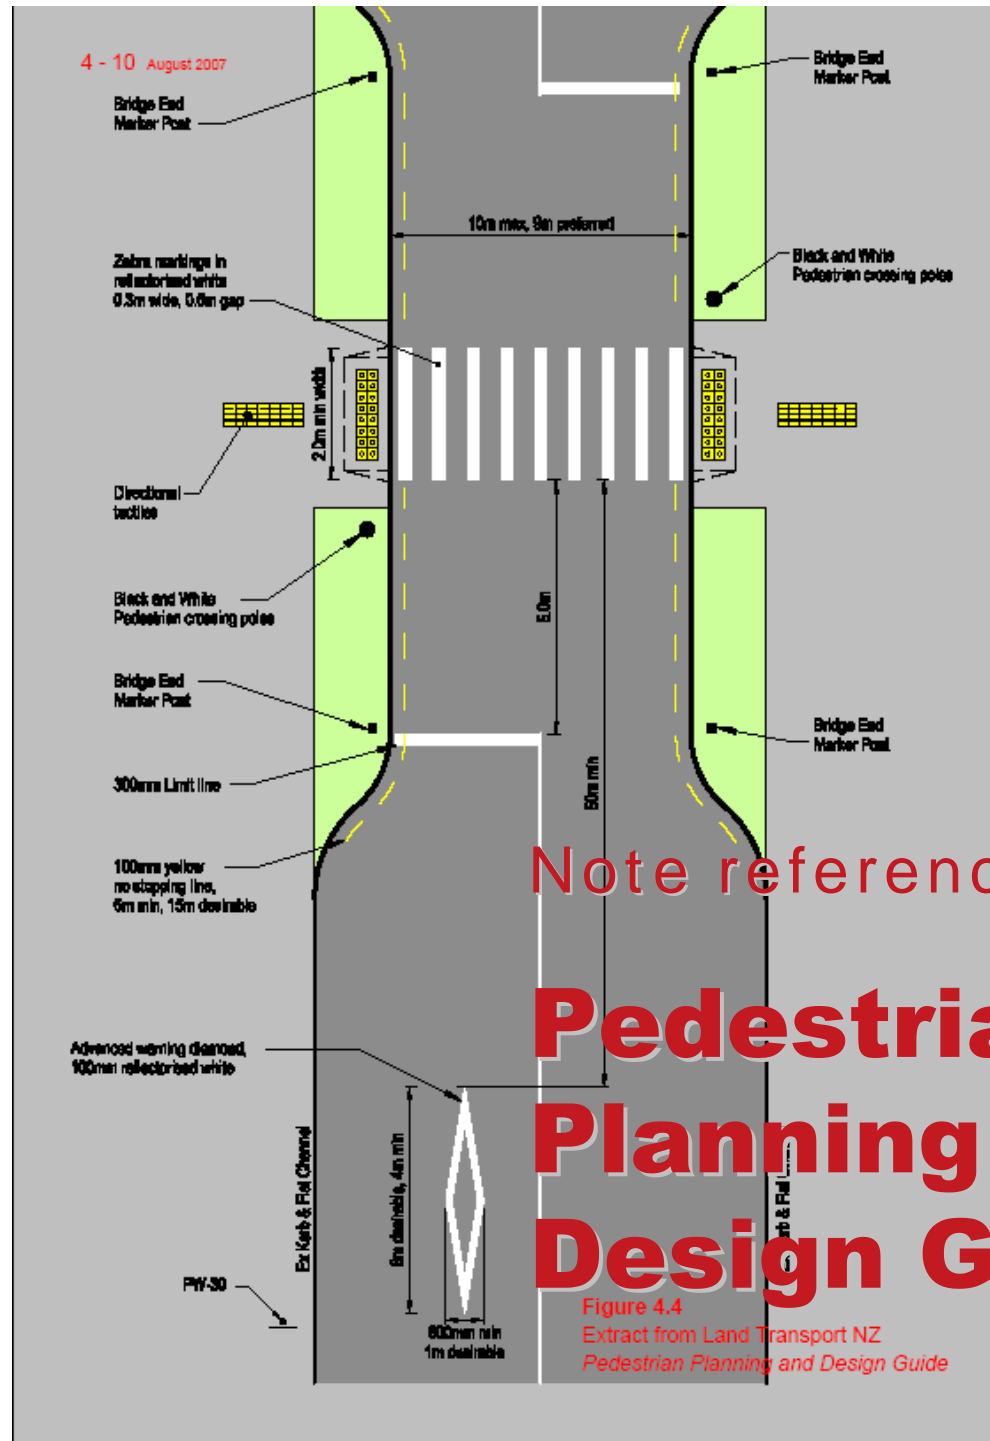 4 - 10 August 2007
Bridge End
Marker Post
Bridge End
Marker Post
10m max, 9m preferred
Zebra markings in
reflectorised white
0.3m wide, 0.6m gap
Black and White
Pedestrian crossing poles
2.0m min width
Directional
tactiles
Black and White
Pedestrian crossing poles
5.0m
Bridge End
Marker Post
Bridge End
Marker Post
300mm Limit line
50m min
100mm yellow
no stopping line,
6m min, 15m desirable
Note referenc
Pedestria
Planning
Design G
Advanced warning diamond,
100mm reflectorised white
Ex Kerb & Flat Channel
6m desirable, 4m min
rb & Flat
PW-30
600mm min
1m desirable
Figure 4.4
Extract from Land Transport NZ
Pedestrian Planning and Design Guide